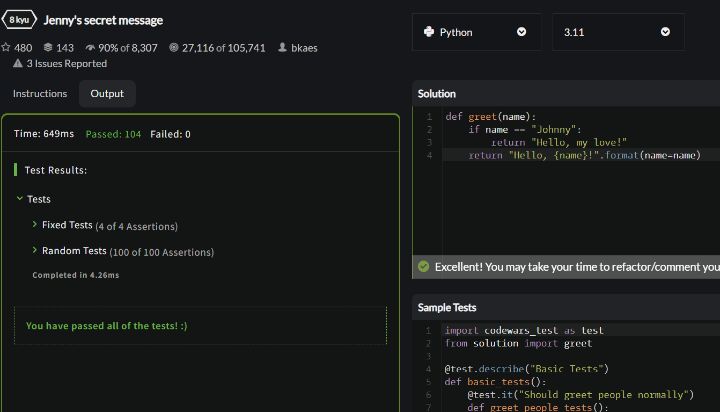 8 kyu Jenny's secret message
480 143 90% of 8,307 27,116 of 105,741 bkaes
3 Issues Reported
Instructions Output
Time: 649ms Passed: 104 Failed: 0
Test Results:
Tests
Fixed Tests (4 of 4 Assertions)
Random Tests (100 of 100 Assertions)
Completed in 4.26ms
You have passed all of the tests! :)
Python 3.11
Solution
1 def greet(name):
2 if name == "Johnny":
3 return "Hello, my love!"
4 return "Hello, {name}!".format(name=name)
Excellent! You may take your time to refactor/comment you
Sample Tests
1 import codewars_test as test
2 from solution import greet
3
4 @test.describe("Basic Tests")
5 def basic_tests():
6 @test.it("Should greet people normally")
7 def greet_people_tests():